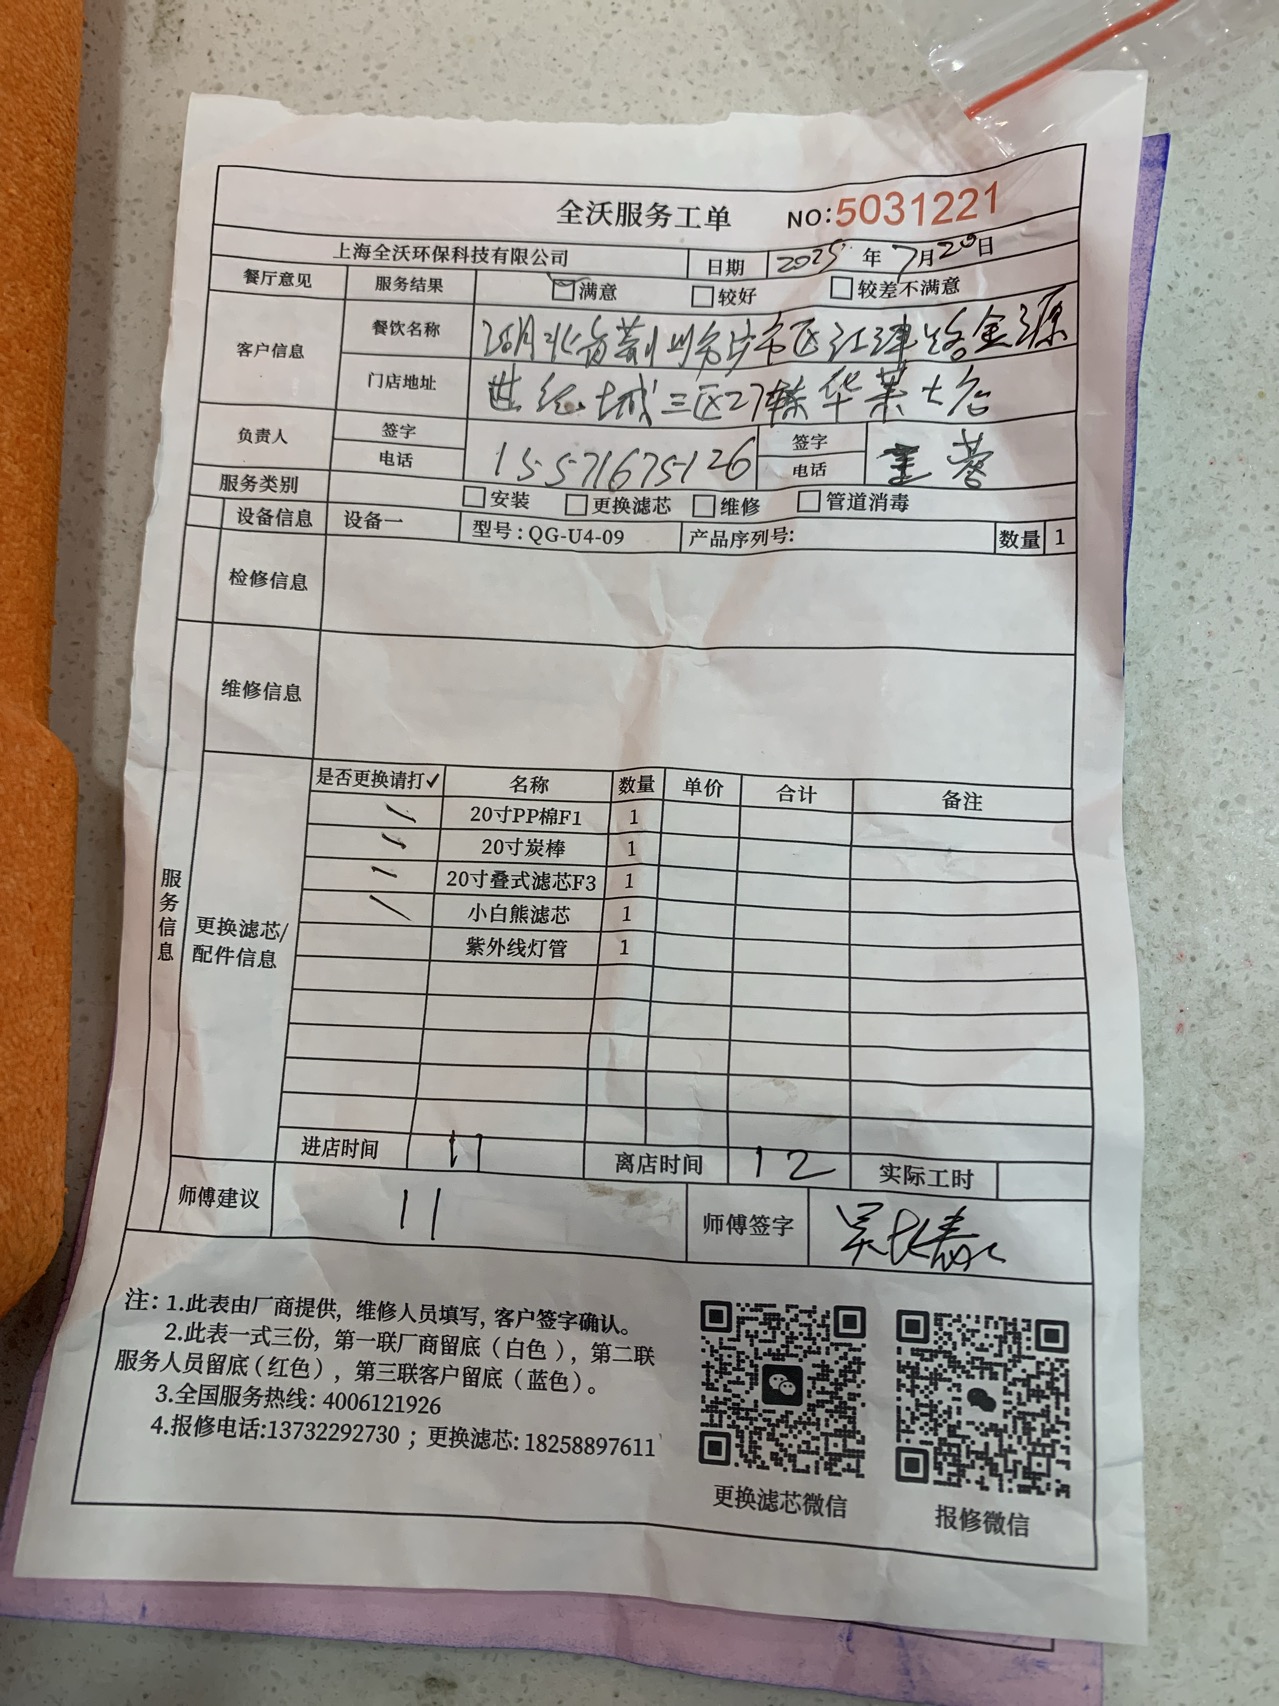 全沃服务工单 NO:5031221
上海全沃环保科技有限公司 日期 2025年7月20日
餐厅意见 服务结果 满意 较好 较差不满意
客户信息 餐饮名称 湖北省荆州市沙市区江津路金源
门店地址 世纪城三区27栋华莱士店
负责人 签字 签字
电话 15571675126 电话 蓉
服务类别 安装 更换滤芯 维修 管道消毒
设备信息 设备一 型号:QG-U4-09 产品序列号: 数量 1
检修信息
维修信息
服务信息
更换滤芯/
配件信息
是否更换请打✓ 名称 数量 单价 合计 备注
20寸PP棉F1 1
20寸炭棒 1
20寸叠式滤芯F3 1
小白熊滤芯 1
紫外线灯管 1
进店时间 11 离店时间 12 实际工时
师傅建议 11 师傅签字 吴
注:1.此表由厂商提供,维修人员填写,客户签字确认。
2.此表一式三份,第一联厂商留底(白色),第二联
服务人员留底(红色),第三联客户留底(蓝色)。
3.全国服务热线:4006121926
4.报修电话:13732292730;更换滤芯:18258897611
更换滤芯微信 报修微信